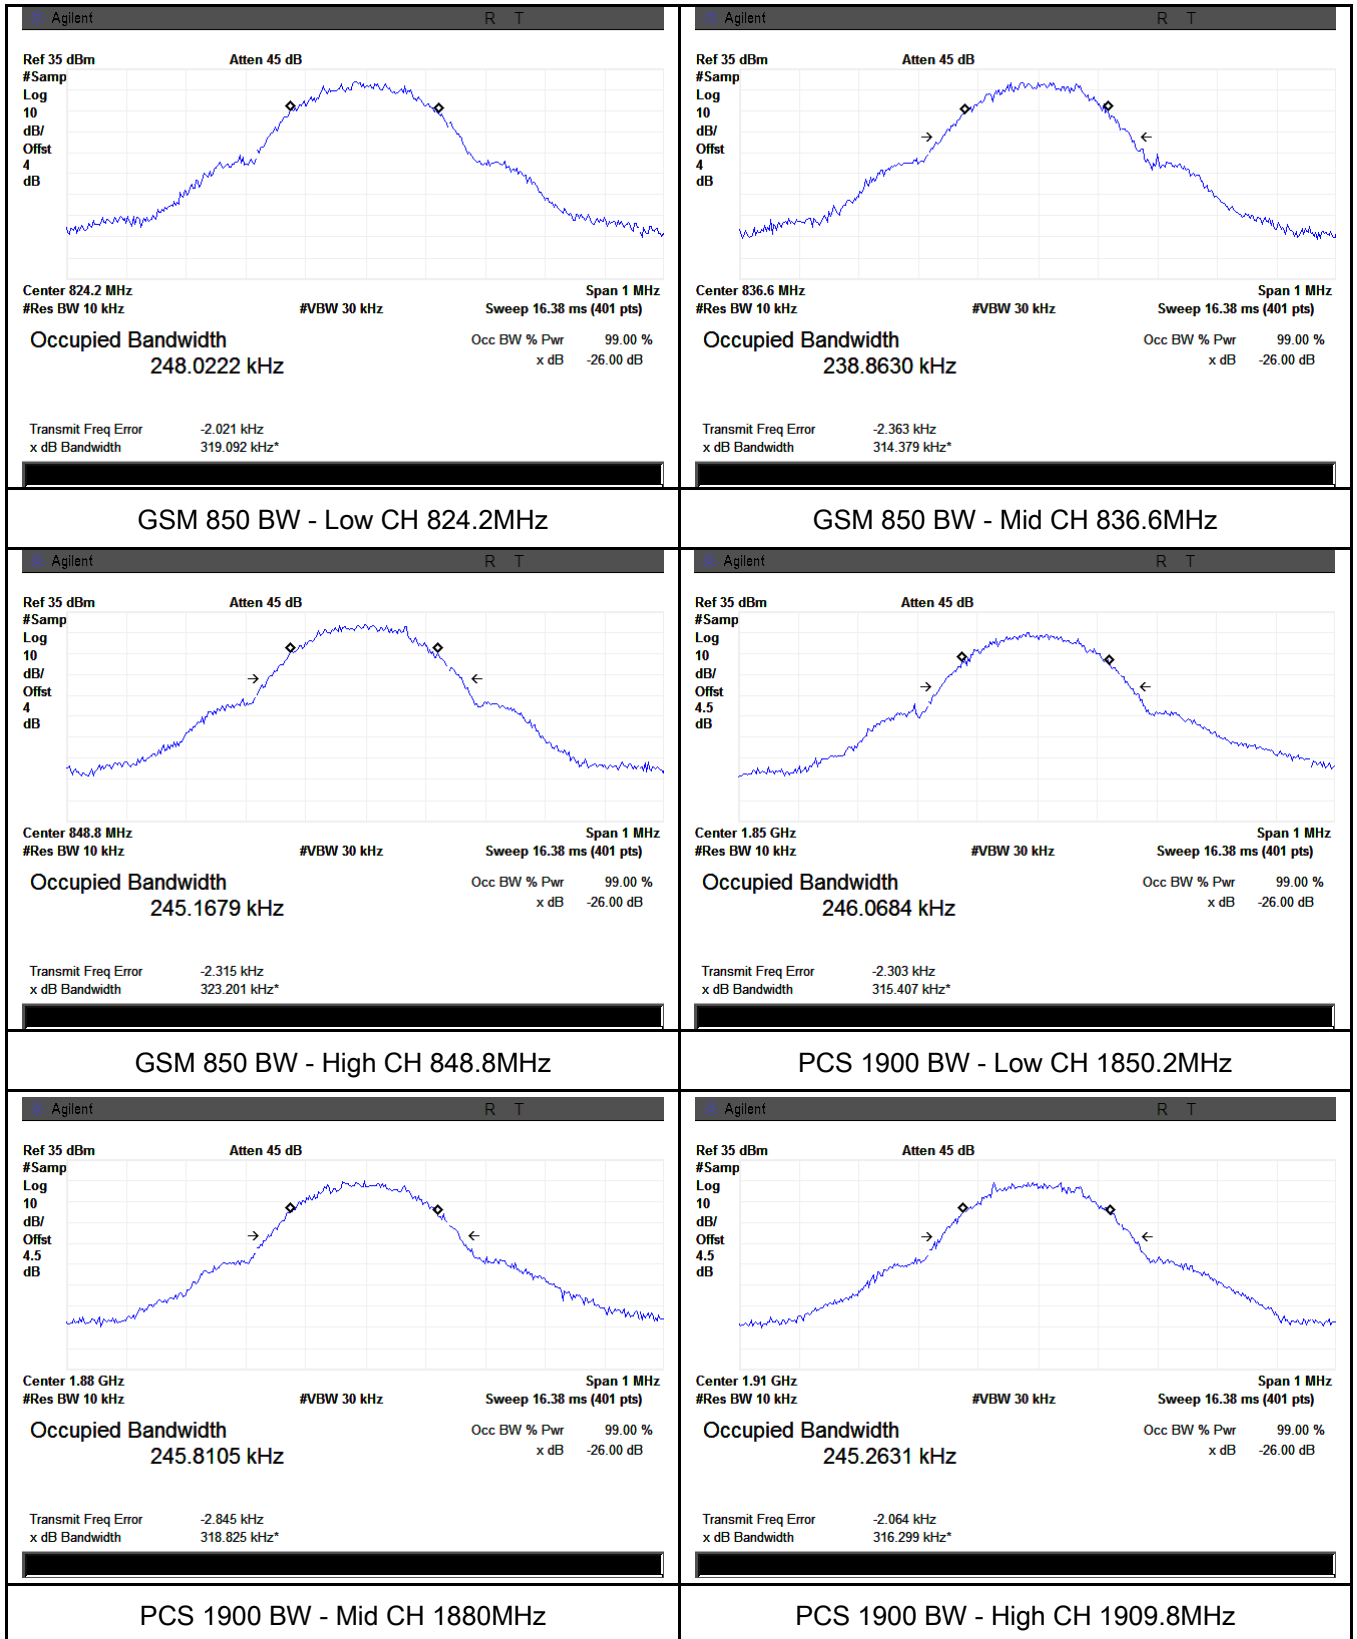 Agilent R T
Ref 35 dBm Atten 45 dB
#Samp
Log
10
dB/
Offst
4
dB
Center 824.2 MHz Span 1 MHz
#Res BW 10 kHz #VBW 30 kHz Sweep 16.38 ms (401 pts)
Occupied Bandwidth Occ BW % Pwr 99.00 %
248.0222 kHz x dB -26.00 dB
Transmit Freq Error -2.021 kHz
x dB Bandwidth 319.092 kHz*
GSM 850 BW - Low CH 824.2MHz
Agilent R T
Ref 35 dBm Atten 45 dB
#Samp
Log
10
dB/
Offst
4
dB
Center 836.6 MHz Span 1 MHz
#Res BW 10 kHz #VBW 30 kHz Sweep 16.38 ms (401 pts)
Occupied Bandwidth Occ BW % Pwr 99.00 %
238.8630 kHz x dB -26.00 dB
Transmit Freq Error -2.363 kHz
x dB Bandwidth 314.379 kHz*
GSM 850 BW - Mid CH 836.6MHz
Agilent R T
Ref 35 dBm Atten 45 dB
#Samp
Log
10
dB/
Offst
4
dB
Center 848.8 MHz Span 1 MHz
#Res BW 10 kHz #VBW 30 kHz Sweep 16.38 ms (401 pts)
Occupied Bandwidth Occ BW % Pwr 99.00 %
245.1679 kHz x dB -26.00 dB
Transmit Freq Error -2.315 kHz
x dB Bandwidth 323.201 kHz*
GSM 850 BW - High CH 848.8MHz
Agilent R T
Ref 35 dBm Atten 45 dB
#Samp
Log
10
dB/
Offst
4.5
dB
Center 1.85 GHz Span 1 MHz
#Res BW 10 kHz #VBW 30 kHz Sweep 16.38 ms (401 pts)
Occupied Bandwidth Occ BW % Pwr 99.00 %
246.0684 kHz x dB -26.00 dB
Transmit Freq Error -2.303 kHz
x dB Bandwidth 315.407 kHz*
PCS 1900 BW - Low CH 1850.2MHz
Agilent R T
Ref 35 dBm Atten 45 dB
#Samp
Log
10
dB/
Offst
4.5
dB
Center 1.88 GHz Span 1 MHz
#Res BW 10 kHz #VBW 30 kHz Sweep 16.38 ms (401 pts)
Occupied Bandwidth Occ BW % Pwr 99.00 %
245.8105 kHz x dB -26.00 dB
Transmit Freq Error -2.845 kHz
x dB Bandwidth 318.825 kHz*
PCS 1900 BW - Mid CH 1880MHz
Agilent R T
Ref 35 dBm Atten 45 dB
#Samp
Log
10
dB/
Offst
4.5
dB
Center 1.91 GHz Span 1 MHz
#Res BW 10 kHz #VBW 30 kHz Sweep 16.38 ms (401 pts)
Occupied Bandwidth Occ BW % Pwr 99.00 %
245.2631 kHz x dB -26.00 dB
Transmit Freq Error -2.064 kHz
x dB Bandwidth 316.299 kHz*
PCS 1900 BW - High CH 1909.8MHz